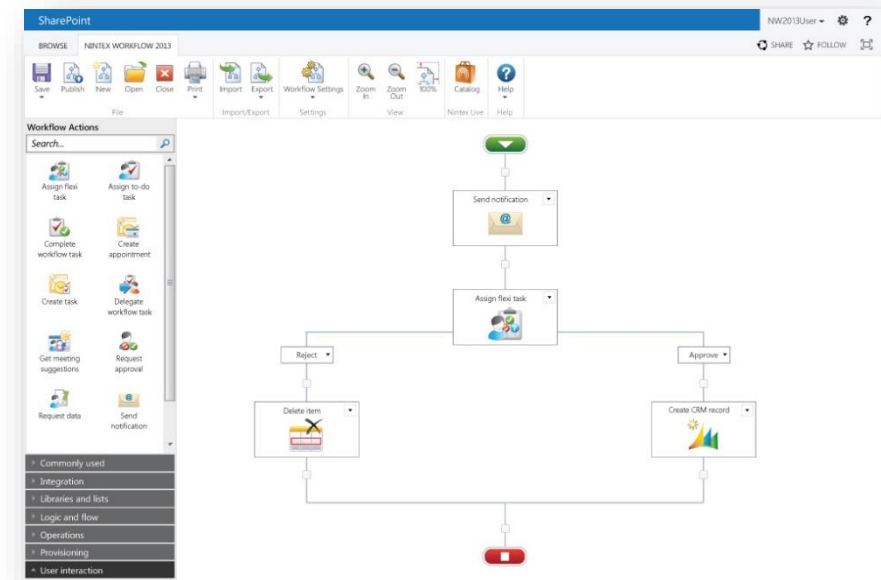 SharePoint
NW2013User
?
BROWSE
NINTEX WORKFLOW 2013
SHARE
FOLLOW
Save
Publish
New
Open
Close
Print
Import
Export
Workflow Settings
Zoom
In
Zoom
Out
100%
Catalog
Help
File
Import/Export
Settings
View
Nintex Live
Help
Workflow Actions
Search...
Assign flexi
task
Assign to-do
task
Complete
workflow task
Create
appointment
Create task
Delegate
workflow task
Get meeting
suggestions
Request
approval
Request data
Send
notification
Commonly used
Integration
Libraries and lists
Logic and flow
Operations
Provisioning
User interaction
Send notification
@
Assign flexi task
Reject
Approve
Delete item
Create CRM record